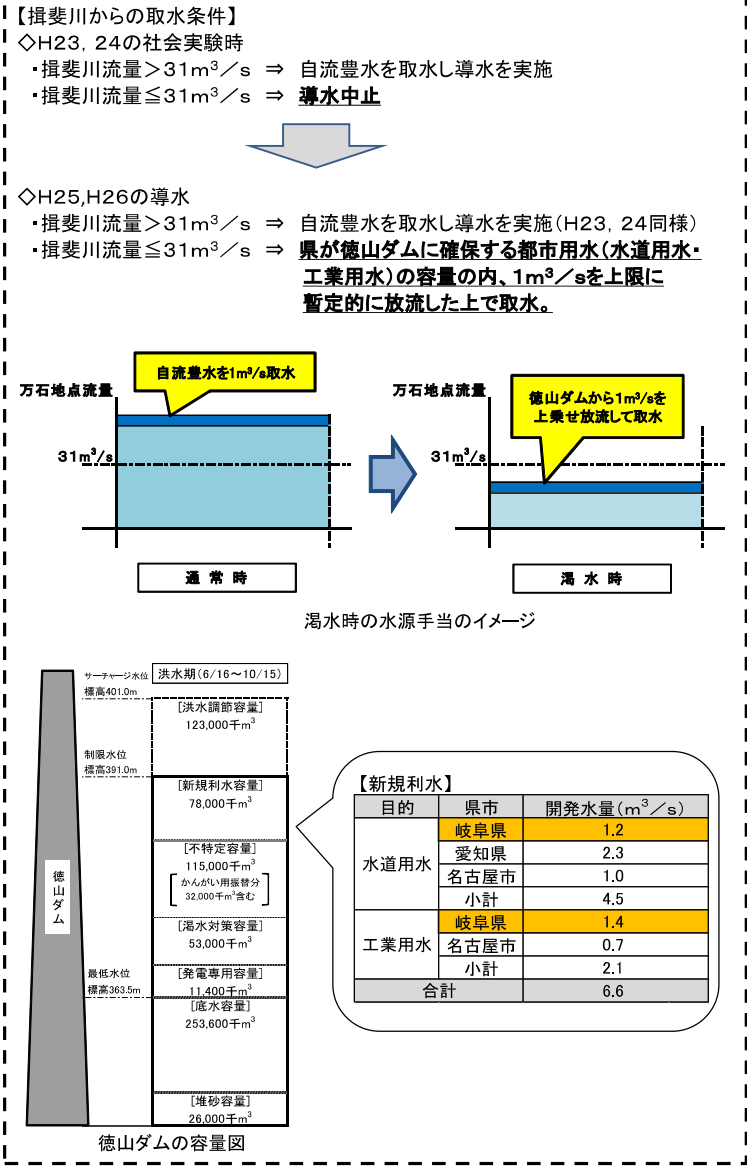 【揖斐川からの取水条件】
◇H23，24の社会実験時
・揖斐川流量＞31m³／s ⇒ 自流豊水を取水し導水を実施
・揖斐川流量≦31m³／s ⇒ 導水中止
◇H25,H26の導水
・揖斐川流量＞31m³／s ⇒ 自流豊水を取水し導水を実施（H23，24同様）
・揖斐川流量≦31m³／s ⇒ 県が徳山ダムに確保する都市用水（水道用水・
工業用水）の容量の内、1m³／sを上限に
暫定的に放流した上で取水。
自流豊水を1m³/s取水
万石地点流量
31m³/s
通常時
徳山ダムから1m³/sを
上乗せ放流して取水
万石地点流量
31m³/s
渇水時
渇水時の水源手当のイメージ
サーチャージ水位
標高401.0m
洪水期（6/16～10/15）
［洪水調節容量］
123,000千m³
制限水位
標高391.0m
［新規利水容量］
78,000千m³
［不特定容量］
115,000千m³
かんがい用振替分
32,000千m³含む
［渇水対策容量］
53,000千m³
［発電専用容量］
11,400千m³
最低水位
標高363.5m
［底水容量］
253,600千m³
［堆砂容量］
26,000千m³
徳山ダム
徳山ダムの容量図
【新規利水】
目的 県市 開発水量（m³／s）
水道用水 岐阜県 1.2
愛知県 2.3
名古屋市 1.0
小計 4.5
工業用水 岐阜県 1.4
名古屋市 0.7
小計 2.1
合計 6.6